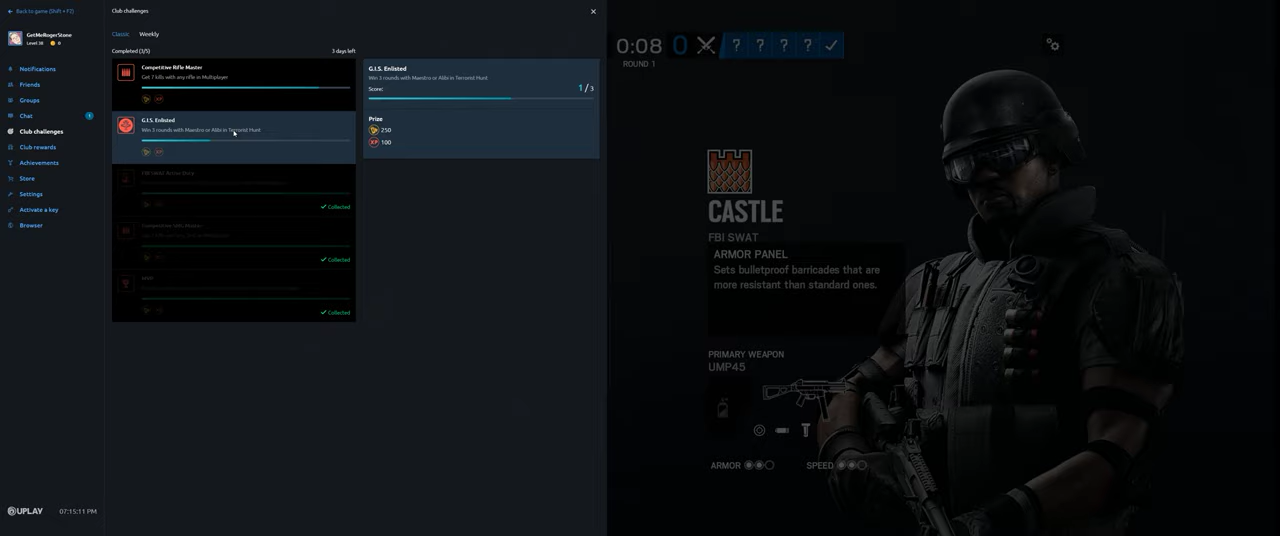 Back to game (Shift + F2)
GetMeRogerStone
Level 38 0
Notifications
Friends
Groups
Chat 1
Club challenges
Club rewards
Achievements
Store
Settings
Activate a key
Browser
UPLAY 07:15:11 PM
Club challenges
Classic Weekly
Completed (3/5) 3 days left
Competitive Rifle Master
Get 7 kills with any rifle in Multiplayer
XP
G.I.S. Enlisted
Win 3 rounds with Maestro or Alibi in Terrorist Hunt
XP
Collected
Collected
MVP
Collected
G.I.S. Enlisted
Win 3 rounds with Maestro or Alibi in Terrorist Hunt
Score: 1/3
Prize
250
XP 100
0:08 0 ? ? ? ?
ROUND 1
CASTLE
FBI SWAT
ARMOR PANEL
Sets bulletproof barricades that are
more resistant than standard ones.
PRIMARY WEAPON
UMP45
ARMOR SPEED